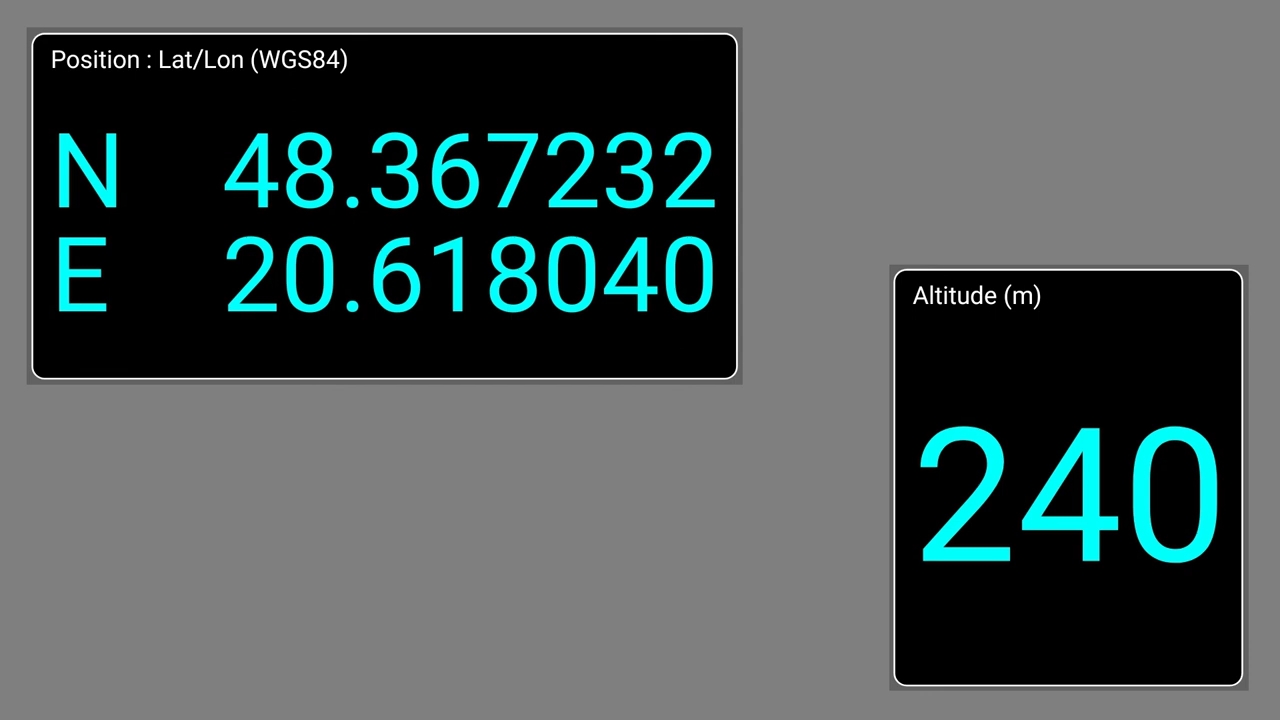 Position : Lat/Lon (WGS84)
N 48.367232
E 20.618040
Altitude (m)
240